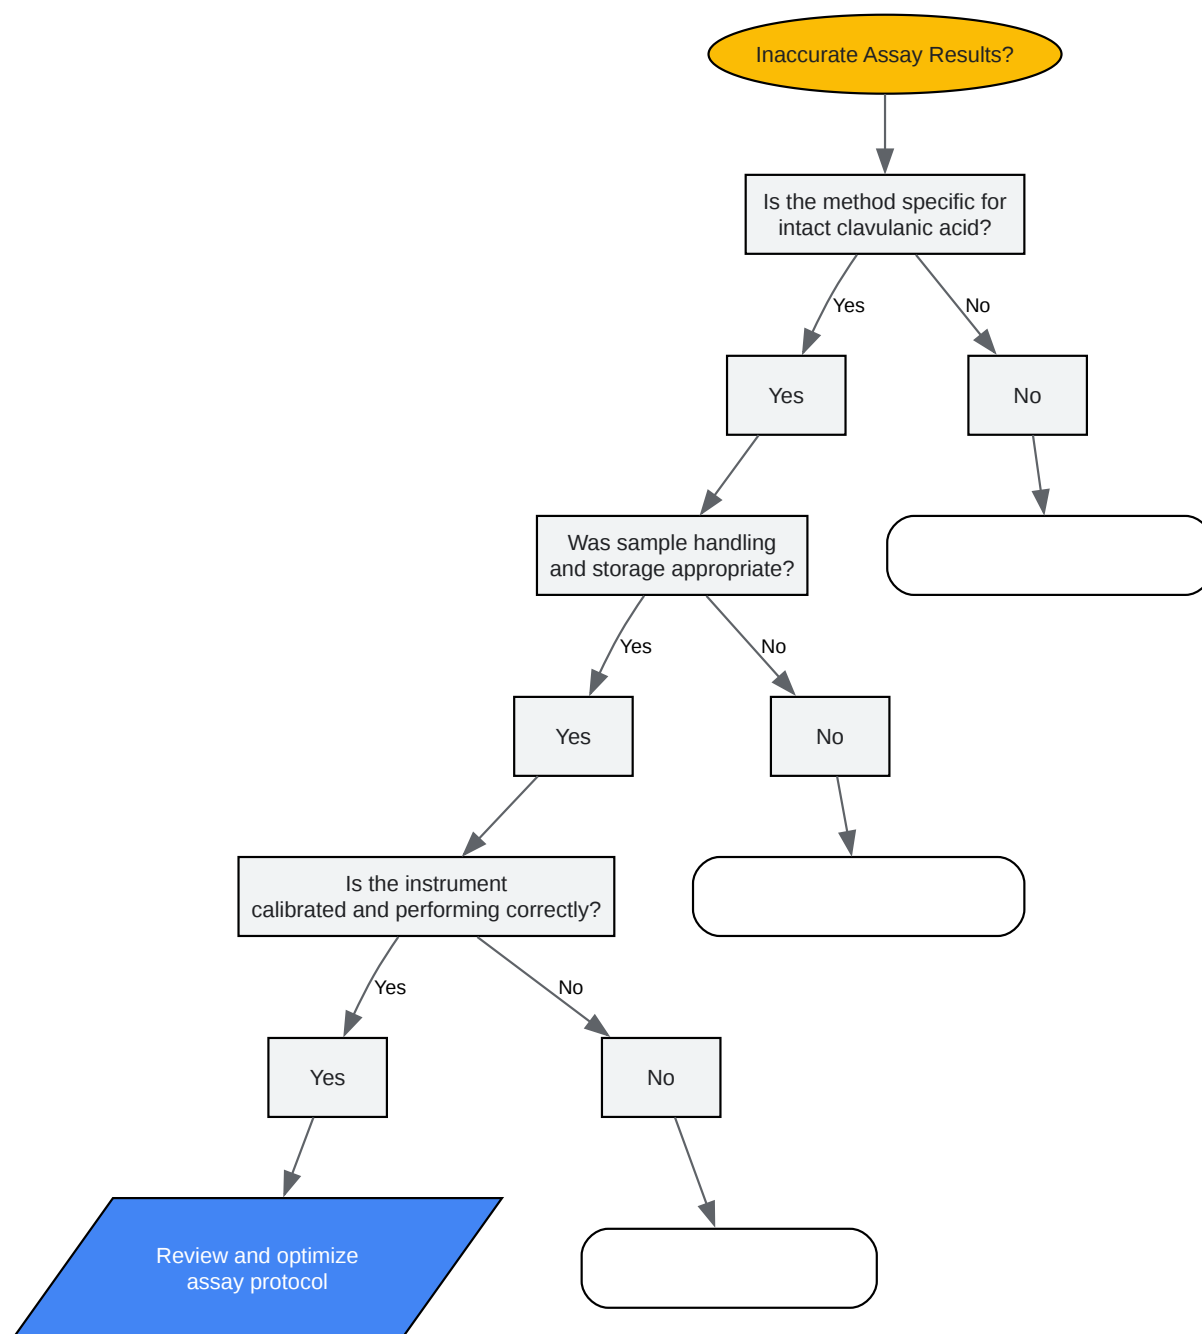 Inaccurate Assay Results?
Is the method specific for
intact clavulanic acid?
Yes
No
Yes
No
Was sample handling
and storage appropriate?
Yes
No
Yes
No
Is the instrument
calibrated and performing correctly?
Yes
No
Yes
No
Review and optimize
assay protocol